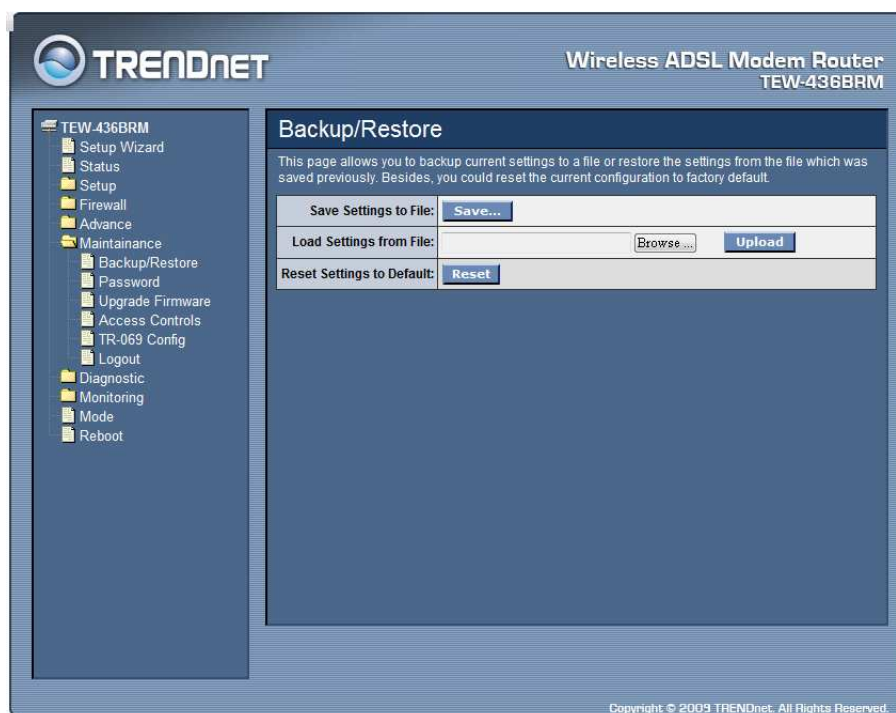 TRENDNET
Wireless ADSL Modem Router
TEW-436BRM
TEW-436BRM
Setup Wizard
Status
Setup
Firewall
Advance
Maintainance
Backup/Restore
Password
Upgrade Firmware
Access Controls
TR-069 Config
Logout
Diagnostic
Monitoring
Mode
Reboot
Backup/Restore
This page allows you to backup current settings to a file or restore the settings from the file which was
saved previously. Besides, you could reset the current configuration to factory default.
Save Settings to File: Save...
Load Settings from File: Browse ... Upload
Reset Settings to Default: Reset
Copyright © 2009 TRENDnet. All Rights Reserved.